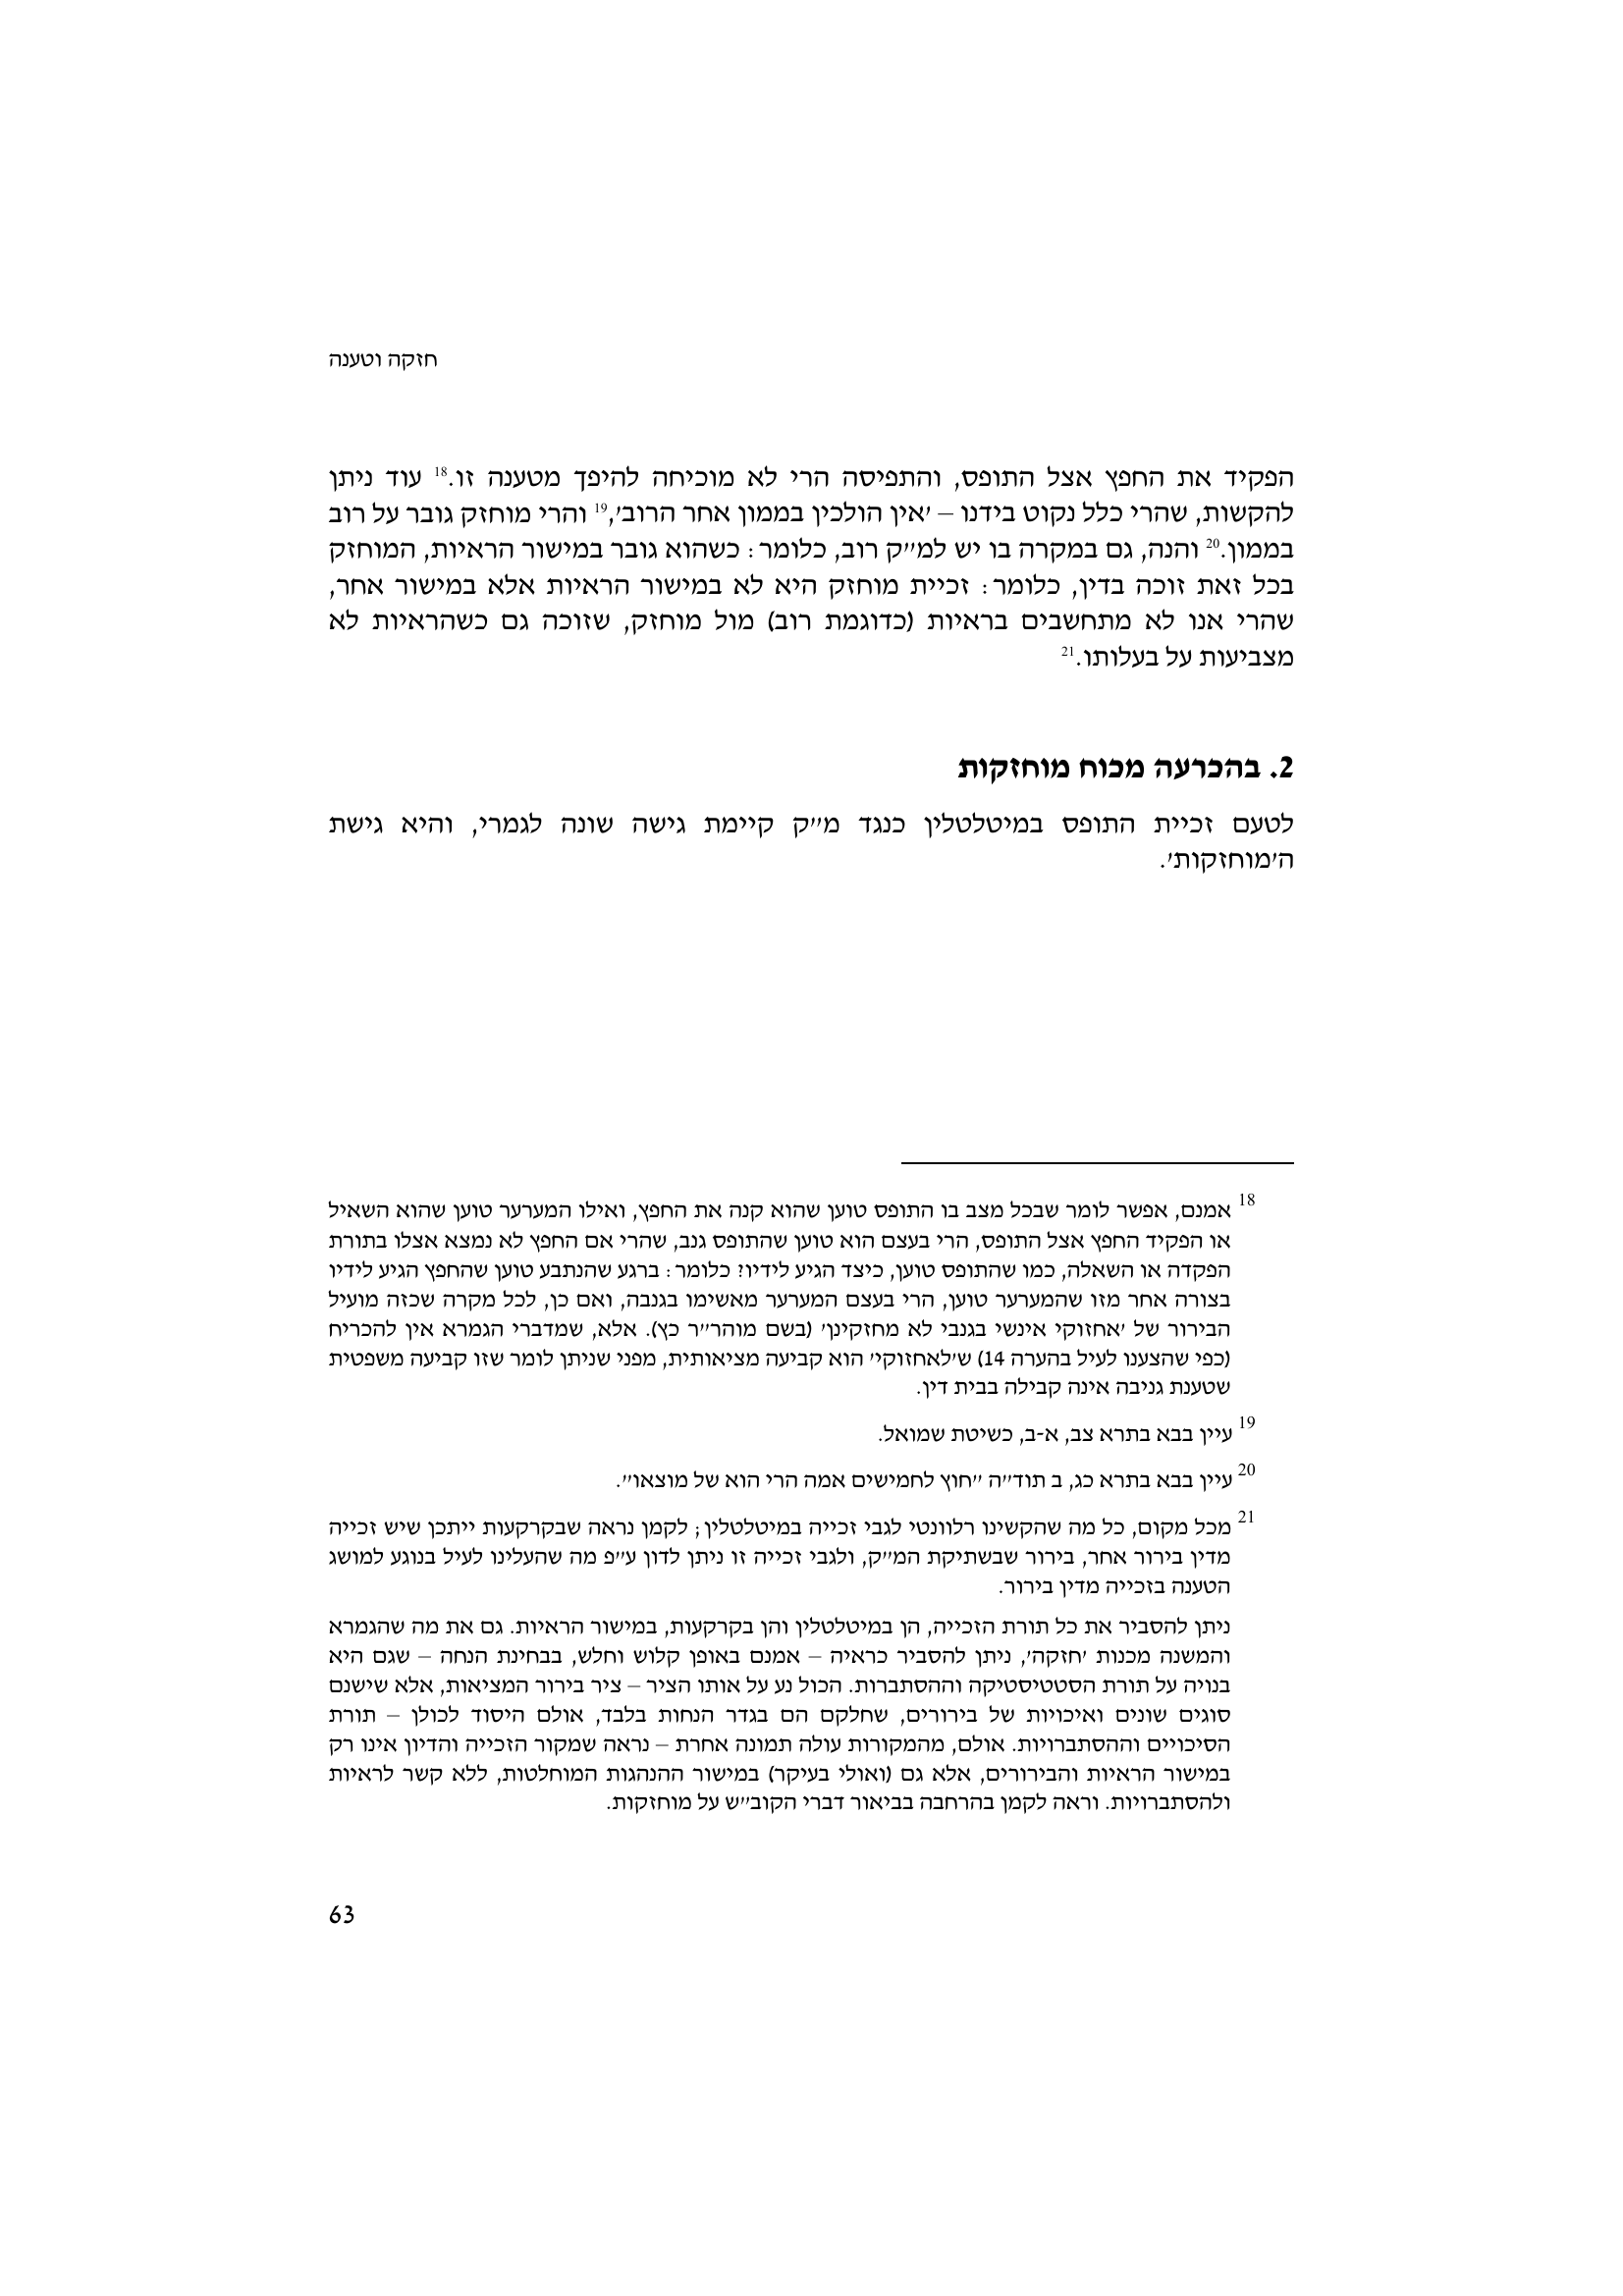 חזקה וטענה
הפקיד את החפץ אצל התופס, והתפיסה הרי לא מוכיחה להיפך מטענה זו.18 עוד ניתן
להקשות, שהרי כלל נקוט בידנו – 'אין הולכין בממון אחר הרוב',19 והרי מוחזק גובר על רוב
בממון.20 והנה, גם במקרה בו יש למ"ק רוב, כלומר: כשהוא גובר במישור הראיות, המוחזק
בכל זאת זוכה בדין, כלומר: זכיית מוחזק היא לא במישור הראיות אלא במישור אחר,
שהרי אנו לא מתחשבים בראיות (כדוגמת רוב) מול מוחזק, שזוכה גם כשהראיות לא
מצביעות על בעלותו.21
2. בהכרעה מכוח מוחזקות
לטעם זכיית התופס במיטלטלין כנגד מ"ק קיימת גישה שונה לגמרי, והיא גישת
ה'מוחזקות'.
18 אמנם, אפשר לומר שבכל מצב בו התופס טוען שהוא קנה את החפץ, ואילו המערער טוען שהוא השאיל
או הפקיד החפץ אצל התופס, הרי בעצם הוא טוען שהתופס גנב, שהרי אם החפץ לא נמצא אצלו בתורת
הפקדה או השאלה, כמו שהתופס טוען, כיצד הגיע לידיו? כלומר: ברגע שהנתבע טוען שהחפץ הגיע לידיו
בצורה אחר מזו שהמערער טוען, הרי בעצם המערער מאשימו בגנבה, ואם כן, לכל מקרה שכזה מועיל
הבירור של 'אחזוקי אינשי בגנבי לא מחזקינן' (בשם מוהר"ר כץ). אלא, שמדברי הגמרא אין להכריח
(כפי שהצענו לעיל בהערה 14) ש'לאחזוקי' הוא קביעה מציאותית, מפני שניתן לומר שזו קביעה משפטית
שטענת גניבה אינה קבילה בבית דין.
19 עיין בבא בתרא צב, א-ב, כשיטת שמואל.
20 עיין בבא בתרא כג, ב תוד"ה "חוץ לחמישים אמה הרי הוא של מוצאו".
21 מכל מקום, כל מה שהקשינו רלוונטי לגבי זכייה במיטלטלין; לקמן נראה שבקרקעות ייתכן שיש זכייה
מדין בירור אחר, בירור שבשתיקת המ"ק, ולגבי זכייה זו ניתן לדון ע"פ מה שהעלינו לעיל בנוגע למושג
הטענה בזכייה מדין בירור.
ניתן להסביר את כל תורת הזכייה, הן במיטלטלין והן בקרקעות, במישור הראיות. גם את מה שהגמרא
והמשנה מכנות 'חזקה', ניתן להסביר כראיה – אמנם באופן קלוש וחלש, בבחינת הנחה – שגם היא
בנויה על תורת הסטטיסטיקה וההסתברות. הכול נע על אותו הציר – ציר בירור המציאות, אלא שישנם
סוגים שונים ואיכויות של בירורים, שחלקם הם בגדר הנחות בלבד, אולם היסוד לכולן – תורת
הסיכויים וההסתברויות. אולם, מהמקורות עולה תמונה אחרת – נראה שמקור הזכייה והדיון אינו רק
במישור הראיות והבירורים, אלא גם (ואולי בעיקר) במישור ההנהגות המוחלטות, ללא קשר לראיות
ולהסתברויות. וראה לקמן בהרחבה בביאור דברי הקוב"ש על מוחזקות.
63